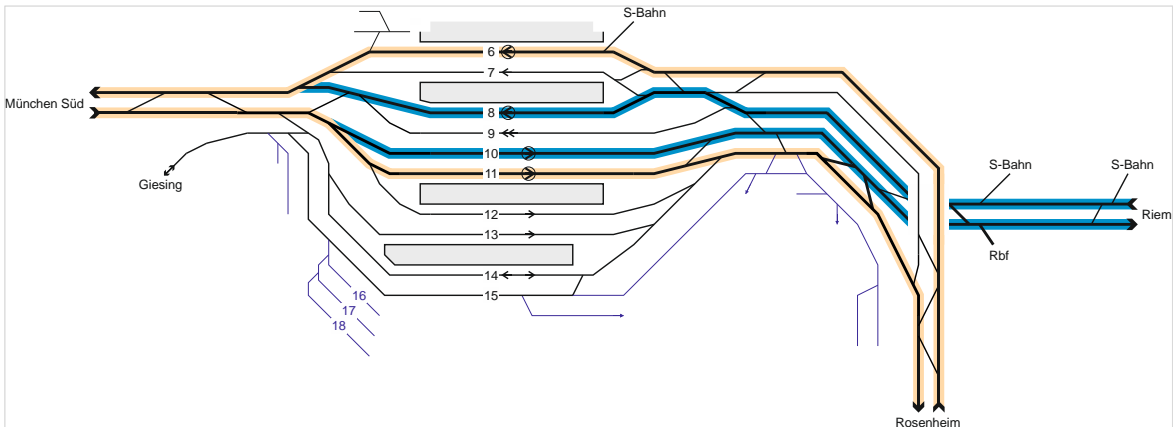 S-Bahn
6
7
München Süd
8
9
10
11
Giesing
S-Bahn
S-Bahn
12
Riem
13
Rbf
14
15
16
17
18
Rosenheim